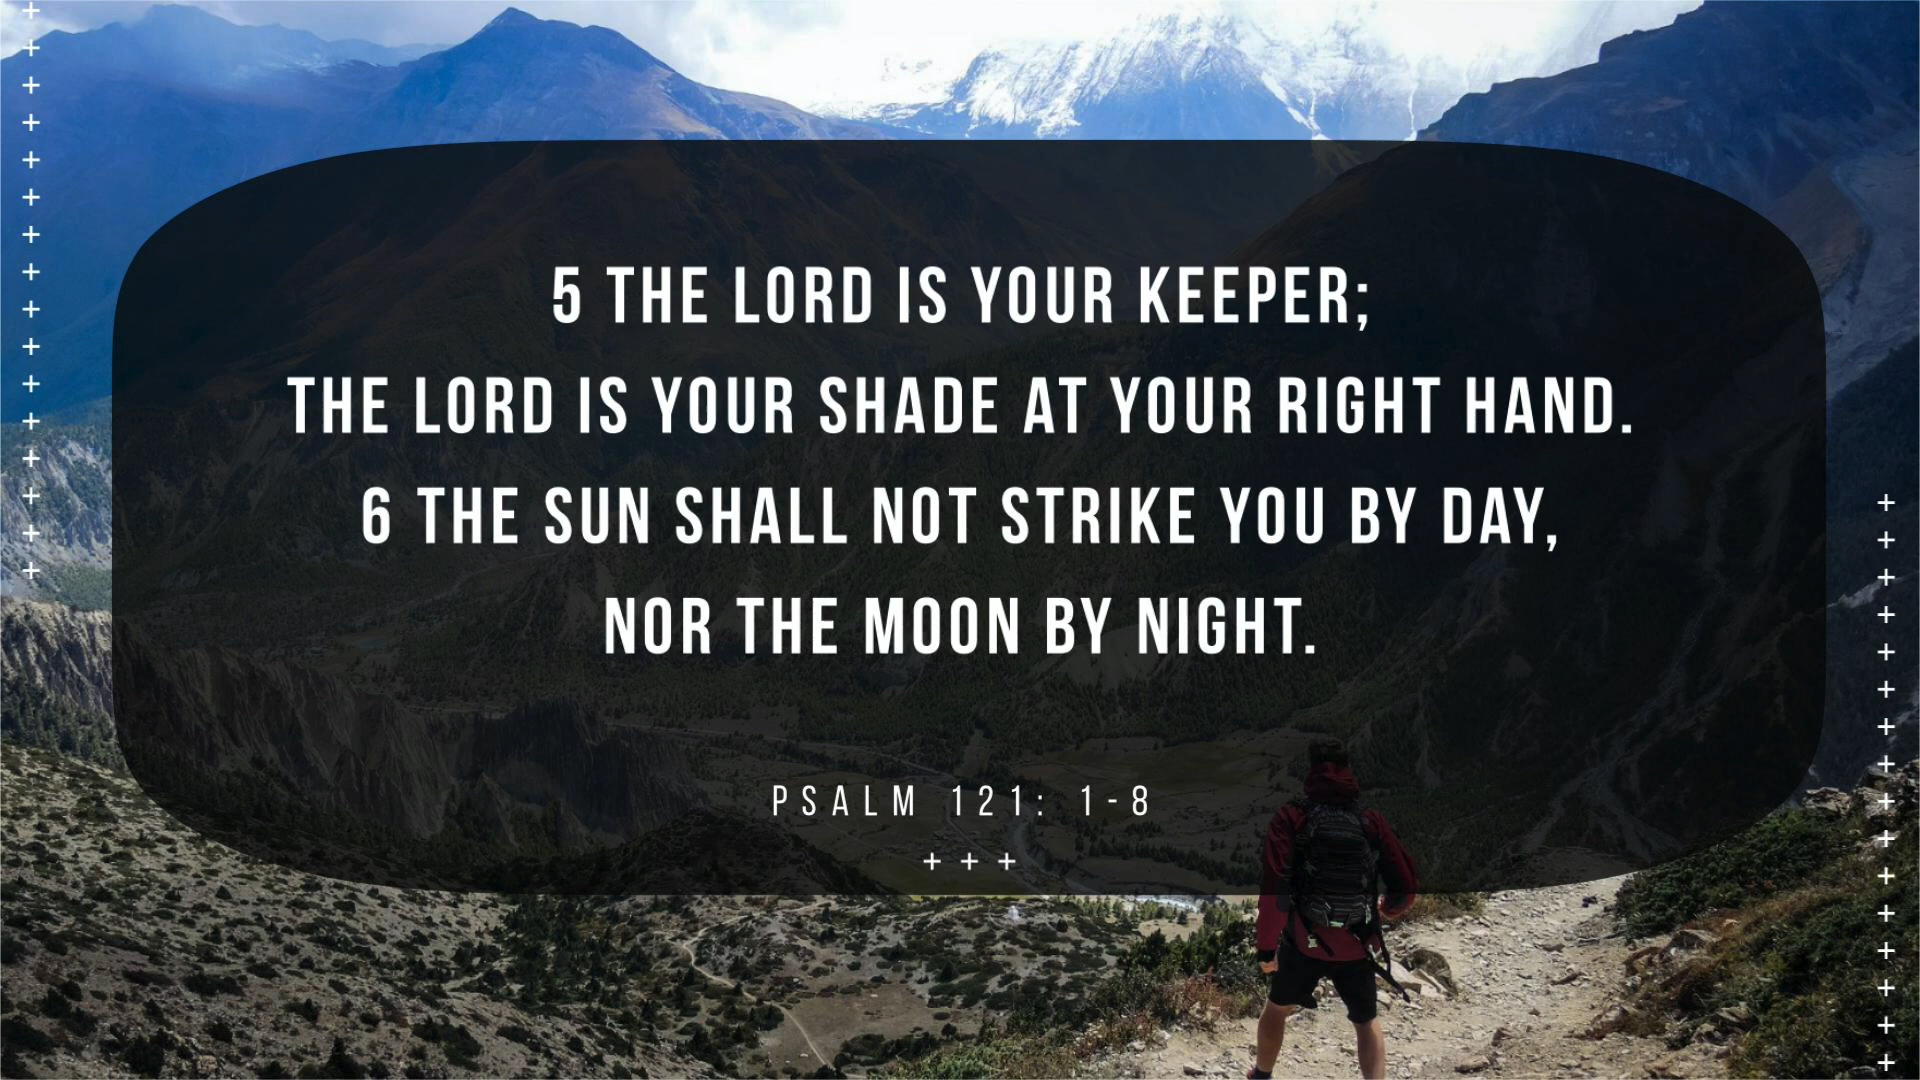 5 THE LORD IS YOUR KEEPER;
THE LORD IS YOUR SHADE AT YOUR RIGHT HAND.
6 THE SUN SHALL NOT STRIKE YOU BY DAY,
NOR THE MOON BY NIGHT.
PSALM 121: 1-8
+ + +